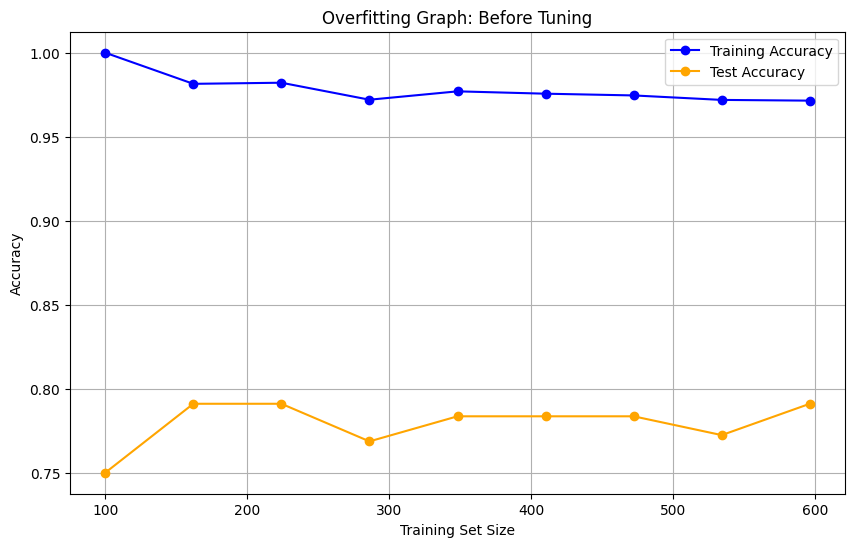 Overfitting Graph: Before Tuning
Training Accuracy
Test Accuracy
1.00
0.95
0.90
0.85
0.80
0.75
Accuracy
100 200 300 400 500 600
Training Set Size